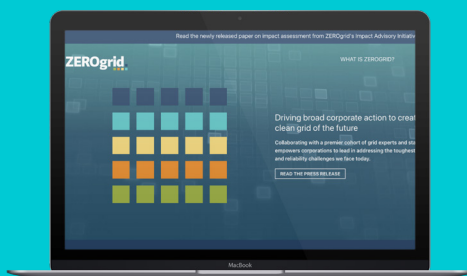 Read the newly released paper on impact assessment from ZEROgrid's Impact Advisory Initiativ
ZEROgrid.
WHAT IS ZEROGRID?
Driving broad corporate action to creat
clean grid of the future
Collaborating with a premier cohort of grid experts and sta
empowers corporations to lead in addressing the toughest
and reliability challenges we face today.
READ THE PRESS RELEASE
MacBook